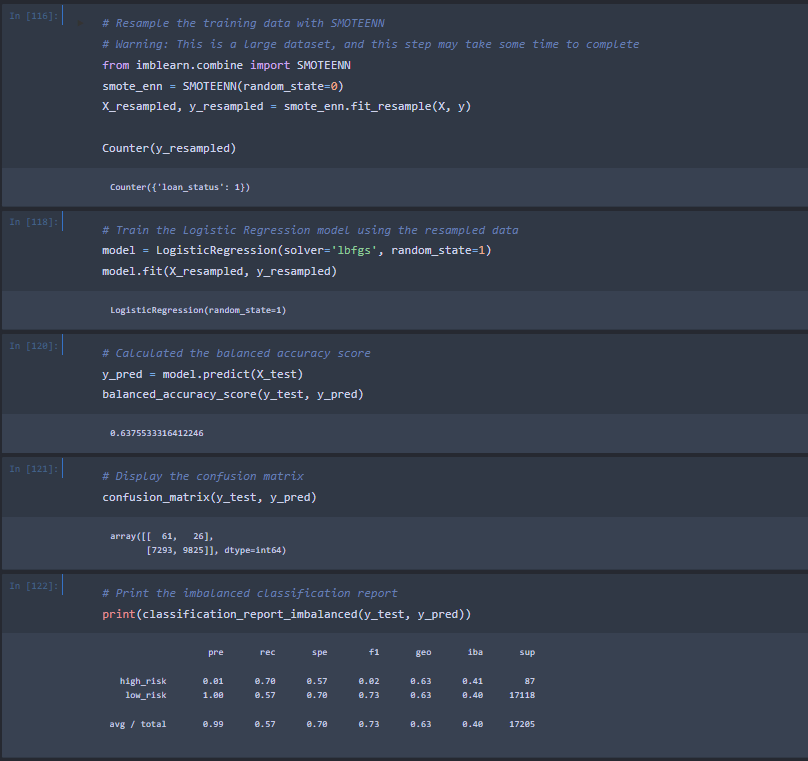 In [116]:
# Resample the training data with SMOTEENN
# Warning: This is a large dataset, and this step may take some time to complete
from imblearn.combine import SMOTEENN
smote_enn = SMOTEENN(random_state=0)
X_resampled, y_resampled = smote_enn.fit_resample(X, y)
Counter(y_resampled)
Counter({'loan_status': 1})
In [118]:
# Train the Logistic Regression model using the resampled data
model = LogisticRegression(solver='lbfgs', random_state=1)
model.fit(X_resampled, y_resampled)
LogisticRegression(random_state=1)
In [120]:
# Calculated the balanced accuracy score
y_pred = model.predict(X_test)
balanced_accuracy_score(y_test, y_pred)
0.6375533316412246
In [121]:
# Display the confusion matrix
confusion_matrix(y_test, y_pred)
array([[  61,   26],
       [7293, 9825]], dtype=int64)
In [122]:
# Print the imbalanced classification report
print(classification_report_imbalanced(y_test, y_pred))
pre rec spe f1 geo iba sup
high_risk 0.01 0.70 0.57 0.02 0.63 0.41 87
low_risk 1.00 0.57 0.70 0.73 0.63 0.40 17118
avg / total 0.99 0.57 0.70 0.73 0.63 0.40 17205